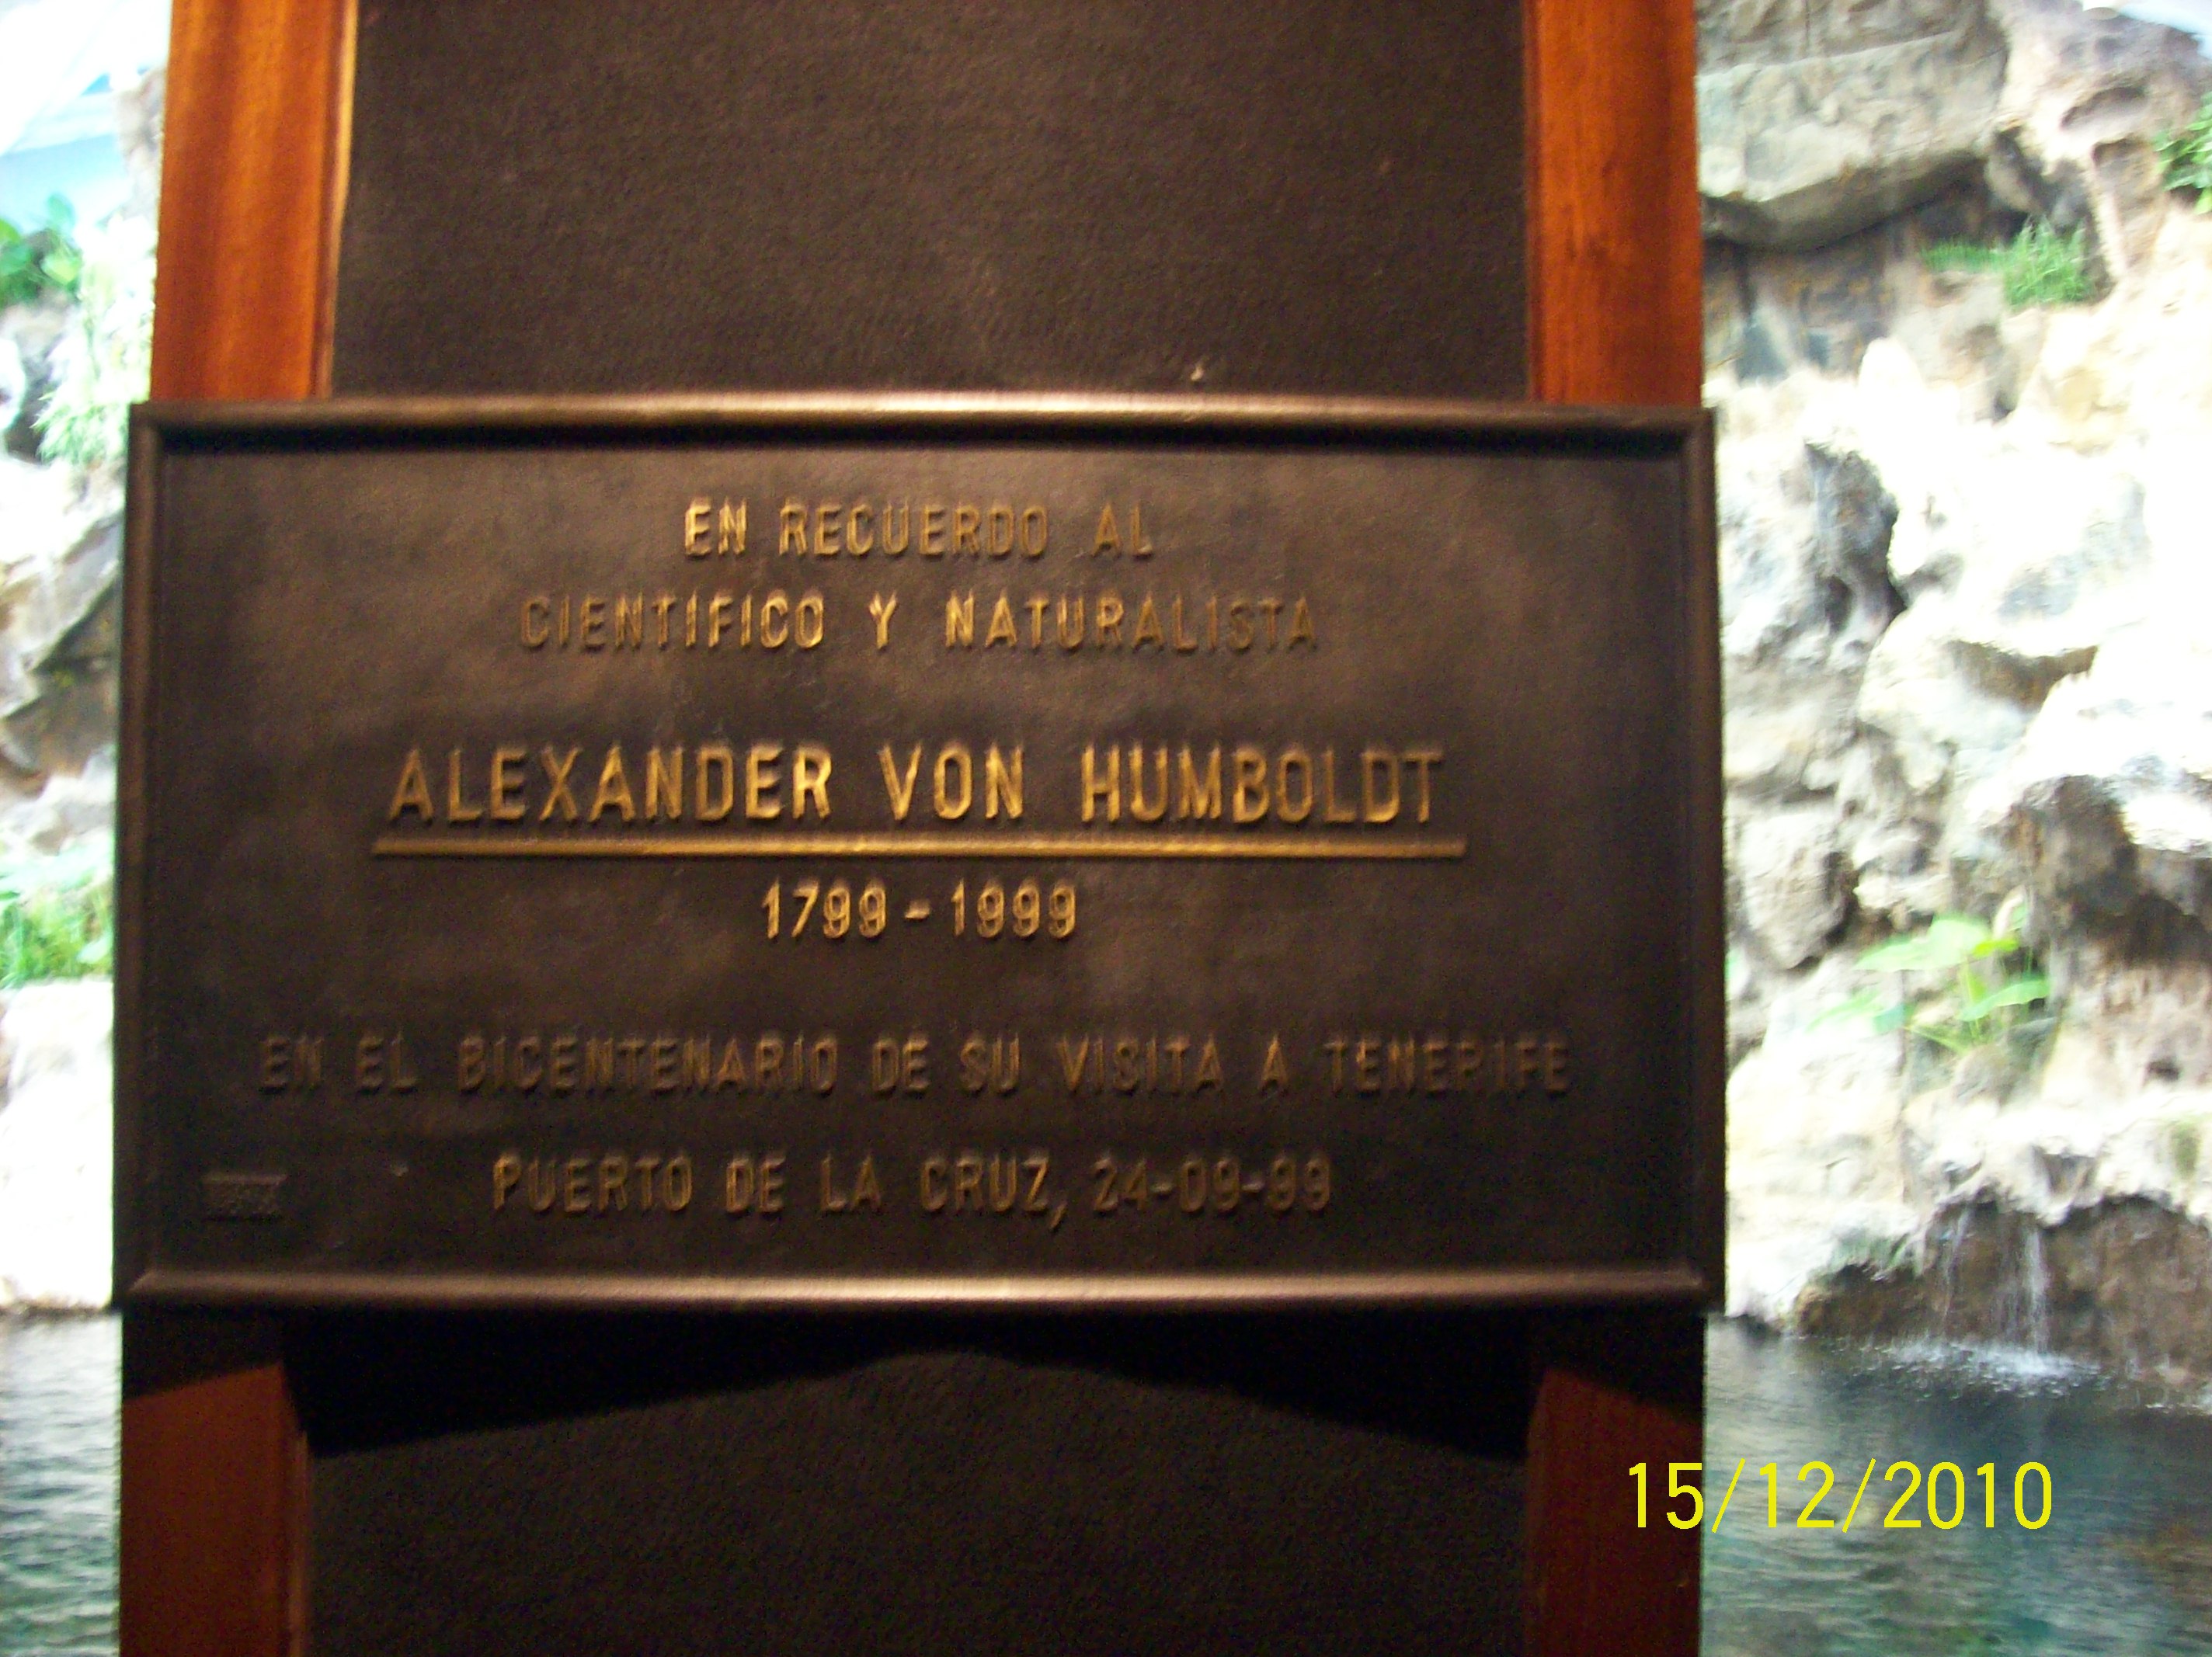 EN RECUERDO AL
CIENTIFICO Y NATURALISTA
ALEXANDER VON HUMBOLDT
1799-1999
EN EL BICENTENARIO DE SU VISITA A TENERIFE
PUERTO DE LA CRUZ, 24-09-99
15/12/2010